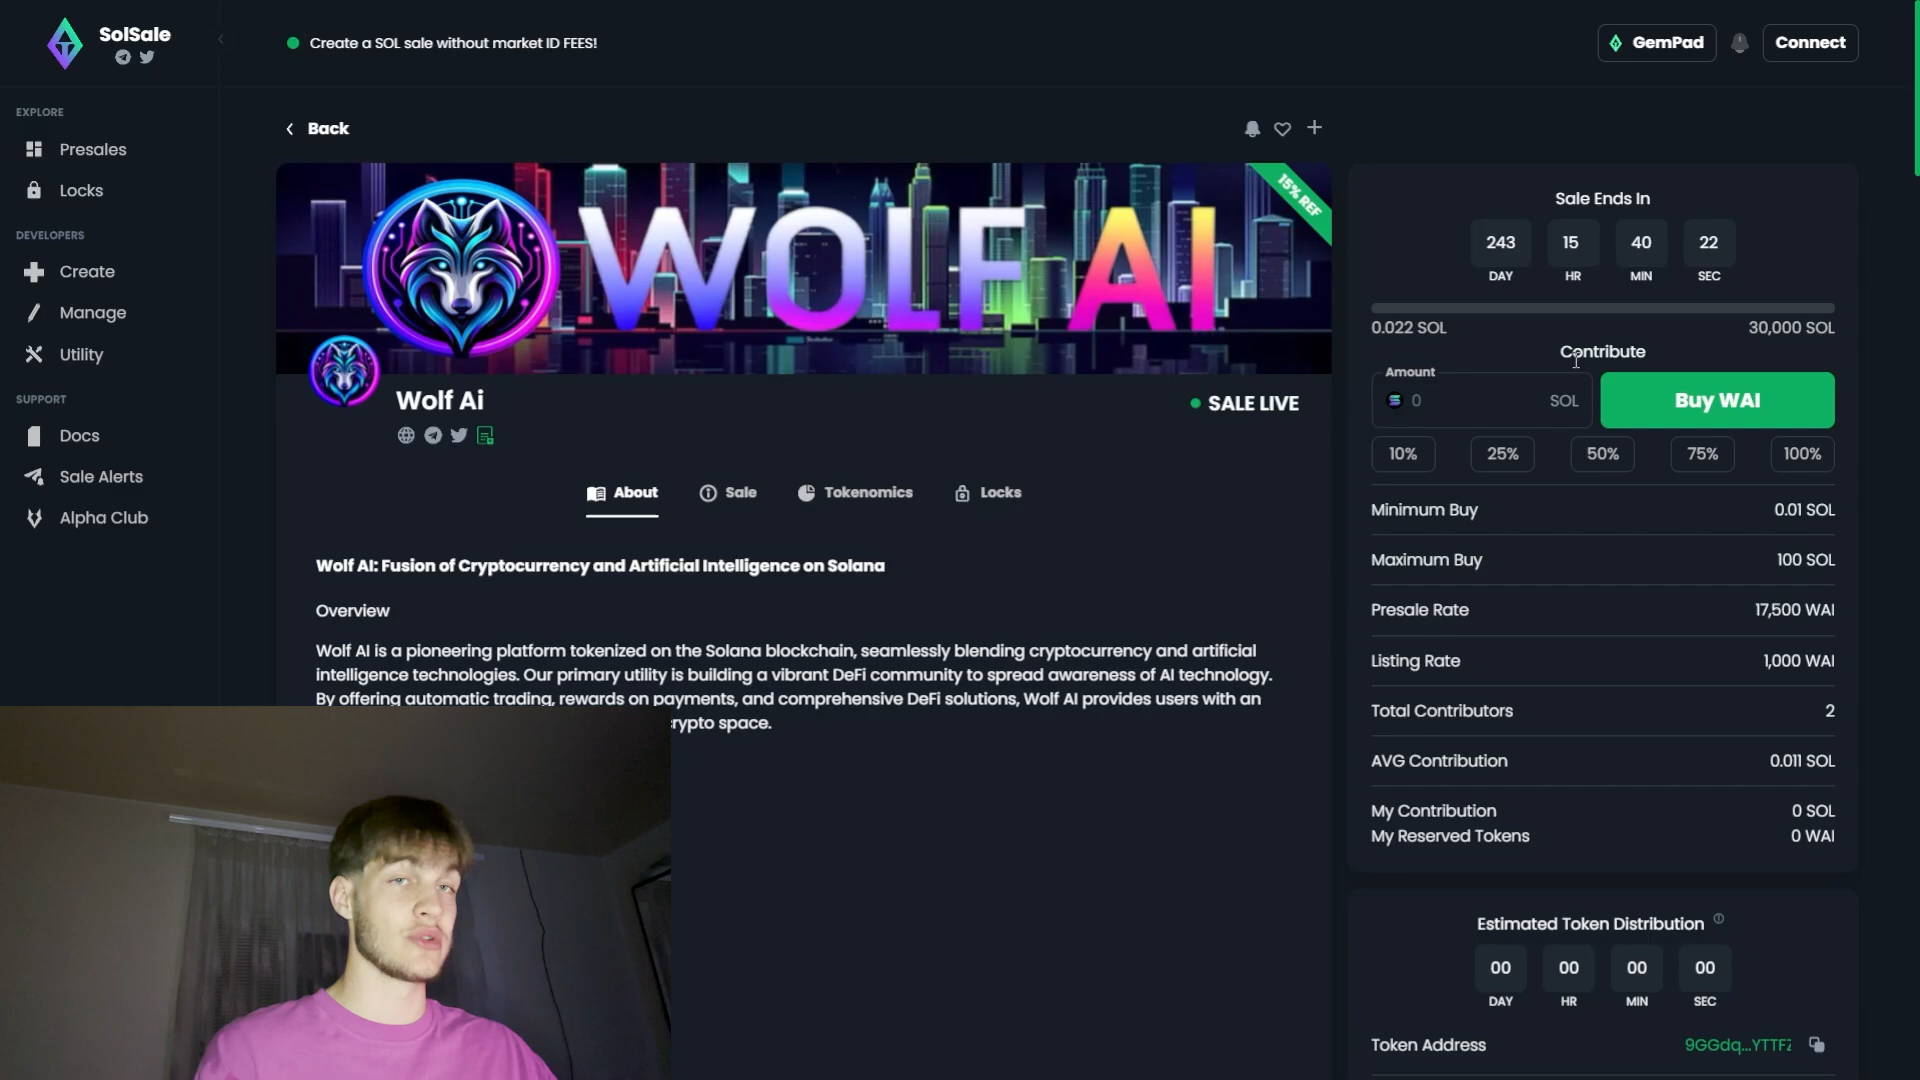 SolSale
Create a SOL sale without market ID FEES!
GemPad
Connect
EXPLORE
Presales
Locks
DEVELOPERS
Create
Manage
Utility
SUPPORT
Docs
Sale Alerts
Alpha Club
Back
WOLF AI
15% REF
Wolf Ai
SALE LIVE
About
Sale
Tokenomics
Locks
Wolf AI: Fusion of Cryptocurrency and Artificial Intelligence on Solana
Overview
Wolf AI is a pioneering platform tokenized on the Solana blockchain, seamlessly blending cryptocurrency and artificial
intelligence technologies. Our primary utility is building a vibrant DeFi community to spread awareness of AI technology.
By offering automatic trading, rewards on payments, and comprehensive DeFi solutions, Wolf AI provides users with an
crypto space.
Sale Ends In
243 15 40 22
DAY HR MIN SEC
0.022 SOL 30,000 SOL
Contribute
Amount
0 SOL
Buy WAI
10% 25% 50% 75% 100%
Minimum Buy 0.01 SOL
Maximum Buy 100 SOL
Presale Rate 17,500 WAI
Listing Rate 1,000 WAI
Total Contributors 2
AVG Contribution 0.011 SOL
My Contribution 0 SOL
My Reserved Tokens 0 WAI
Estimated Token Distribution
00 00 00 00
DAY HR MIN SEC
Token Address 9GGdq...YTTFZ